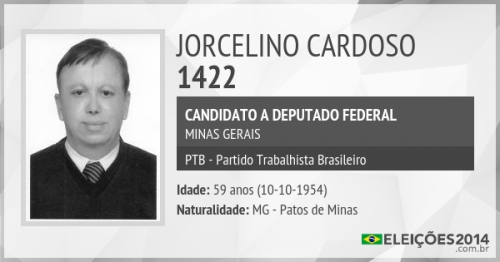 JORCELINO CARDOSO
1422
CANDIDATO A DEPUTADO FEDERAL
MINAS GERAIS
PTB - Partido Trabalhista Brasileiro
Idade: 59 anos (10-10-1954)
Naturalidade: MG - Patos de Minas
ELEIÇÕES2014
.com.br